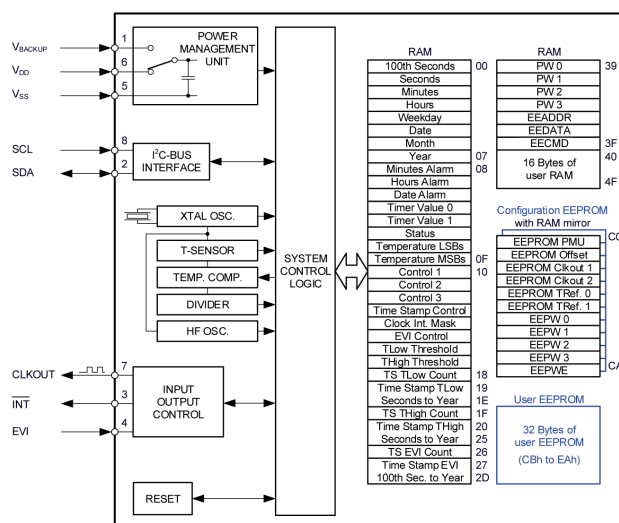 V_BACKUP
1
V_DD
6
V_SS
5
POWER
MANAGEMENT
UNIT
SCL
8
SDA
2
I²C-BUS
INTERFACE
XTAL OSC.
T-SENSOR
TEMP. COMP.
DIVIDER
HF OSC.
CLKOUT
7
INT
3
EVI
4
INPUT
OUTPUT
CONTROL
RESET
SYSTEM
CONTROL
LOGIC
RAM
100th Seconds 00
Seconds
Minutes
Hours
Weekday
Date
Month
Year 07
Minutes Alarm 08
Hours Alarm
Date Alarm
Timer Value 0
Timer Value 1
Status
Temperature LSBs
Temperature MSBs 0F
Control 1 10
Control 2
Control 3
Time Stamp Control
Clock Int. Mask
EVI Control
TLow Threshold
THigh Threshold
TS TLow Count 18
Time Stamp TLow 19
Seconds to Year 1E
TS THigh Count 1F
Time Stamp THigh 20
Seconds to Year 25
TS EVI Count 26
Time Stamp EVI 27
100th Sec. to Year 2D
RAM
PW 0 39
PW 1
PW 2
PW 3
EEADDR
EEDATA
EECMD 3F
16 Bytes of 40
user RAM
4F
Configuration EEPROM
with RAM mirror
EEPROM PMU
EEPROM Offset
EEPROM Clkout 1
EEPROM Clkout 2
EEPROM TRef. 0
EEPROM TRef. 1
EEPW 0
EEPW 1
EEPW 2
EEPW 3
EEPWE CA
User EEPROM
32 Bytes of
user EEPROM
(CBh to EAh)